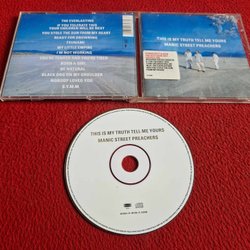 THE EVERLASTING
IF YOU TOLERATE THIS
YOUR CHILDREN WILL BE NEXT
YOU STOLE THE SUN FROM MY HEART
READY FOR DROWNING
TSUNAMI
MY LITTLE EMPIRE
I'M NOT WORKING
YOU'RE TENDER AND YOU'RE TIRED
BORN A GIRL
BE NATURAL
BLACK DOG ON MY SHOULDER
NOBODY LOVED YOU
S.Y.M.M.
THIS IS MY TRUTH TELL ME YOURS
MANIC STREET PREACHERS
THIS IS MY TRUTH TELL ME YOURS
MANIC STREET PREACHERS